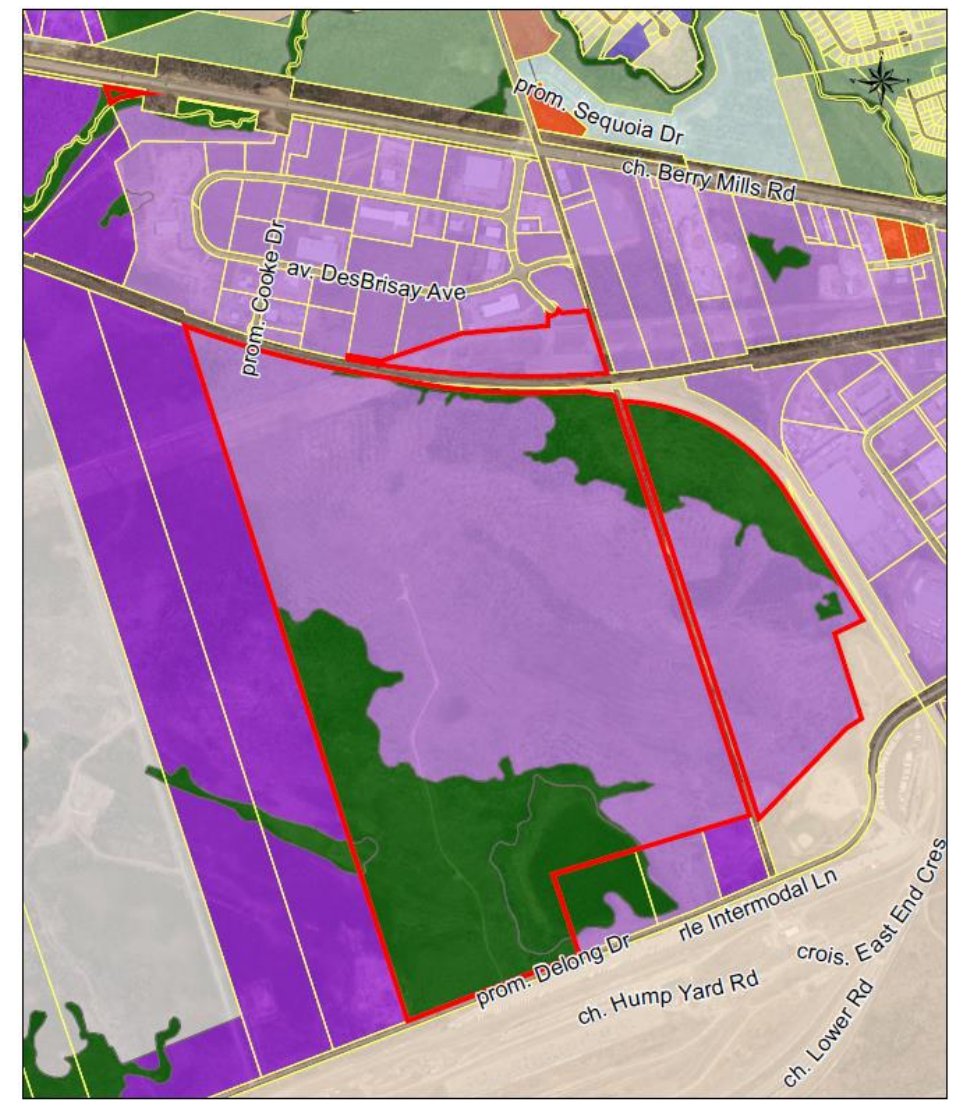 prom. Sequoia Dr
ch. Berry Mills Rd
prom. Cooke Dr
av. DesBrisay Ave
rle Intermodal Ln
crois. East End Cres
prom. Delong Dr
ch. Hump Yard Rd
ch. Lower Rd